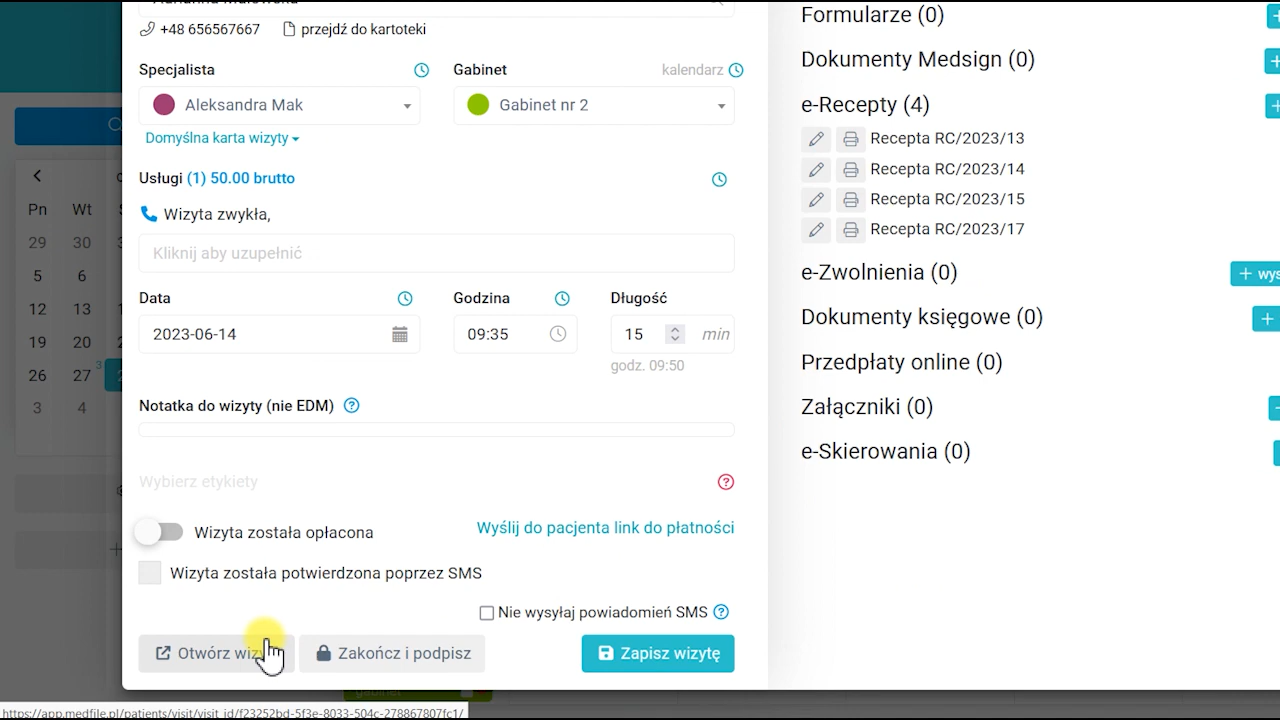 +48 656567667 przejdź do kartoteki
Specjalista
Gabinet kalendarz
Aleksandra Mak
Gabinet nr 2
Domyślna karta wizyty
Usługi (1) 50.00 brutto
Wizyta zwykła,
Kliknij aby uzupełnić
Data
Godzina
Długość
2023-06-14
09:35
15 min
godz. 09:50
Notatka do wizyty (nie EDM)
Wybierz etykiety
Wizyta została opłacona
Wyślij do pacjenta link do płatności
Wizyta została potwierdzona poprzez SMS
Nie wysyłaj powiadomień SMS
Otwórz
Zakończ i podpisz
Zapisz wizytę
Formularze (0)
Dokumenty Medsign (0)
e-Recepty (4)
Recepta RC/2023/13
Recepta RC/2023/14
Recepta RC/2023/15
Recepta RC/2023/17
e-Zwolnienia (0)
+ wys
Dokumenty księgowe (0)
Przedpłaty online (0)
Załączniki (0)
e-Skierowania (0)
Pn Wt
29 30
5 6
12 13
19 20
26 27 3
3 4
gabinet
https://app.medfile.pl/patients/visit/visit_id/f23252bd-5f3e-8033-504c-278867807fc1/